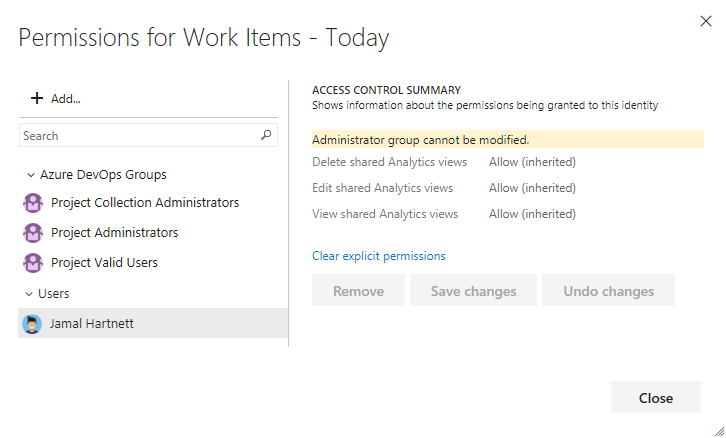 Permissions for Work Items - Today
Add...
Search
Azure DevOps Groups
Project Collection Administrators
Project Administrators
Project Valid Users
Users
Jamal Hartnett
ACCESS CONTROL SUMMARY
Shows information about the permissions being granted to this identity
Administrator group cannot be modified.
Delete shared Analytics views Allow (inherited)
Edit shared Analytics views Allow (inherited)
View shared Analytics views Allow (inherited)
Clear explicit permissions
Remove Save changes Undo changes
Close